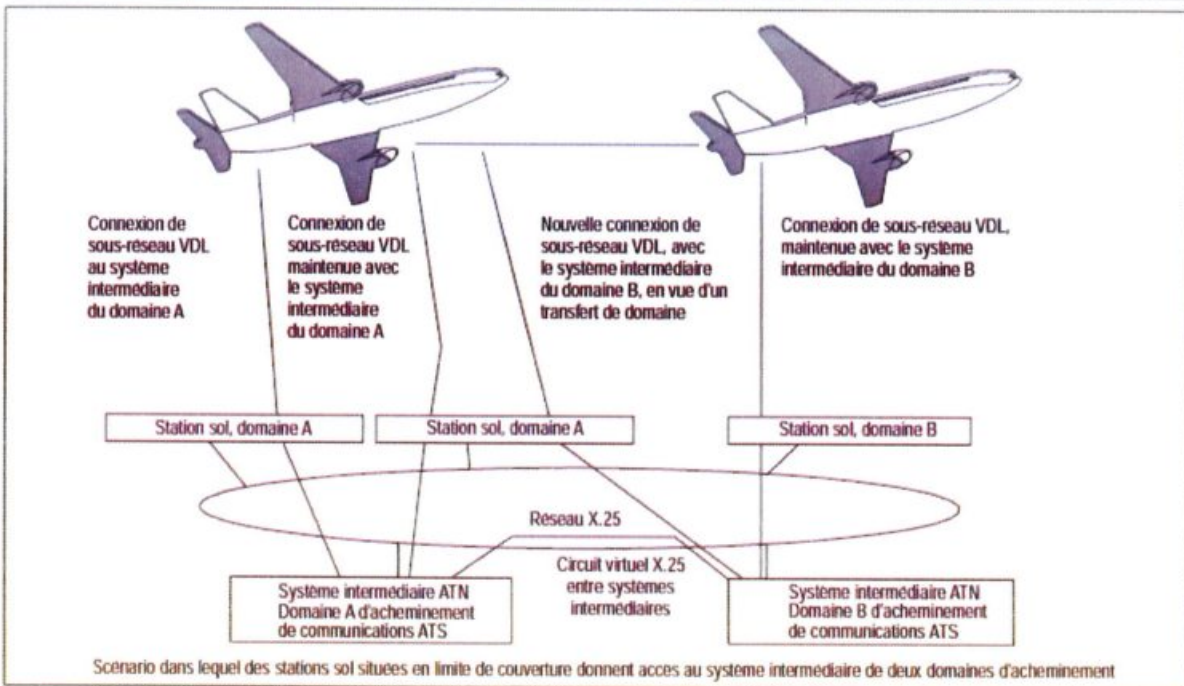 Connexion de
sous-réseau VDL
au système
intermédiaire
du domaine A
Connexion de
sous-réseau VDL
maintenue avec
le système
intermédiaire
du domaine A
Nouvelle connexion de
sous-réseau VDL, avec
le système intermédiaire
du domaine B, en vue d'un
transfert de domaine
Connexion de sous-réseau VDL,
maintenue avec le système
intermédiaire du domaine B
Station sol, domaine A
Station sol, domaine A
Station sol, domaine B
Réseau X.25
Circuit virtuel X.25
entre systèmes
intermédiaires
Système intermédiaire ATN
Domaine A d'acheminement
de communications ATS
Système intermédiaire ATN
Domaine B d'acheminement
de communications ATS
Scénario dans lequel des stations sol situées en limite de couverture donnent accès au système intermédiaire de deux domaines d'acheminement